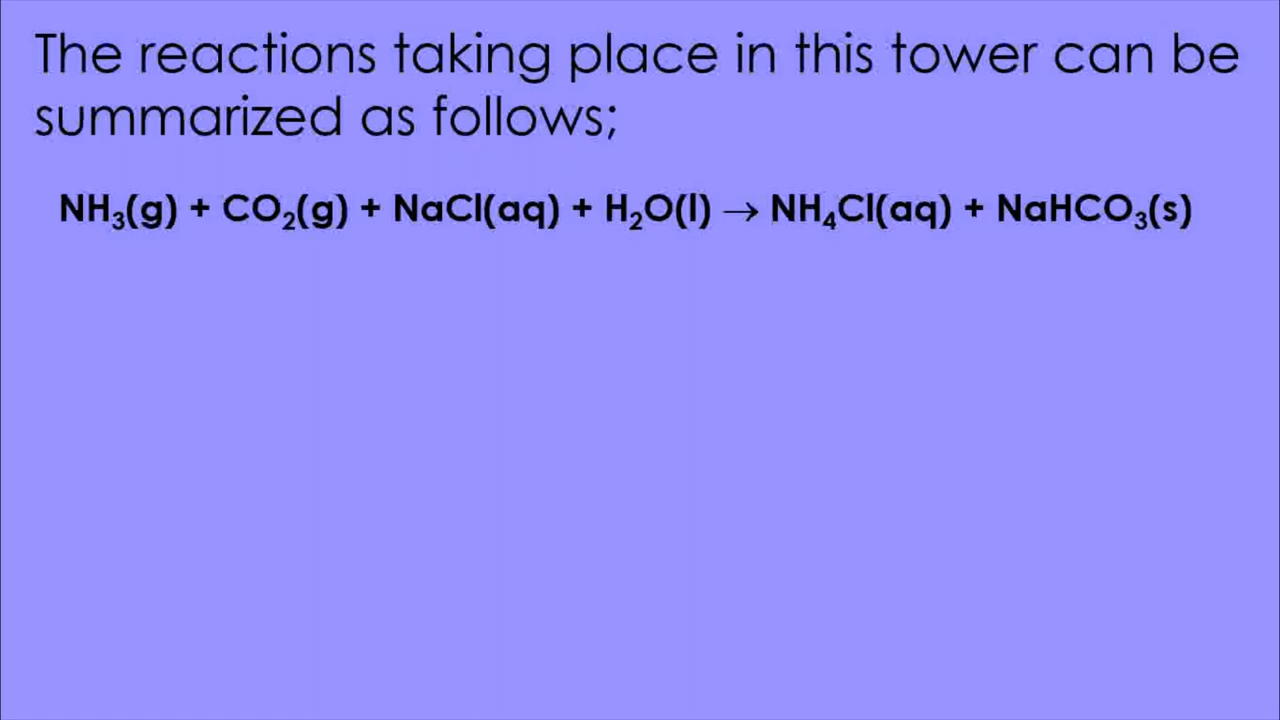 The reactions taking place in this tower can be
summarized as follows;
NH₃(g) + CO₂(g) + NaCl(aq) + H₂O(l) → NH₄Cl(aq) + NaHCO₃(s)